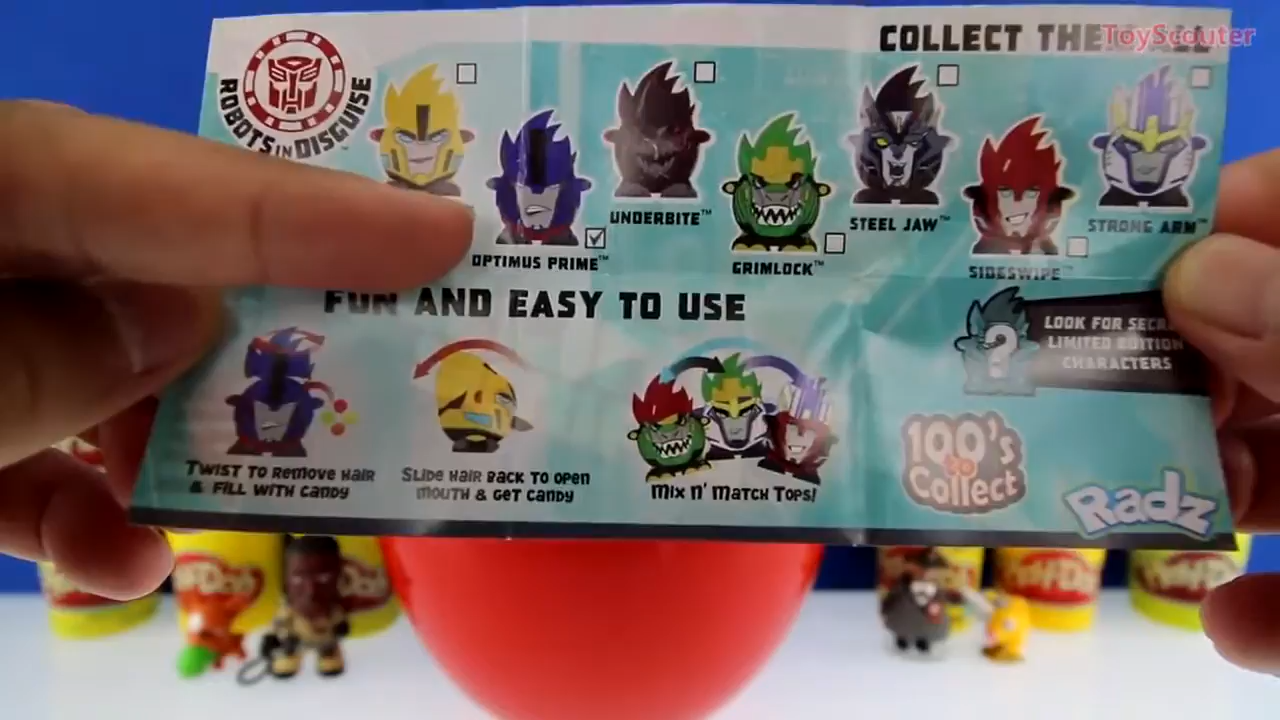 COLLECT THE
ToyScouter
ROBOTS IN DISGUISE
OPTIMUS PRIME™
UNDERBITE™
GRIMLOCK™
STEEL JAW™
SIDESWIPE™
STRONG ARM™
FUN AND EASY TO USE
LOOK FOR SECR
LIMITED EDITION
CHARACTERS
TWIST TO REMOVE HAIR
& FILL WITH CANDY
SLIDE HAIR BACK TO OPEN
MOUTH & GET CANDY
MIX N' MATCH TOPS!
100's
to
Collect
Radz
Play-Doh